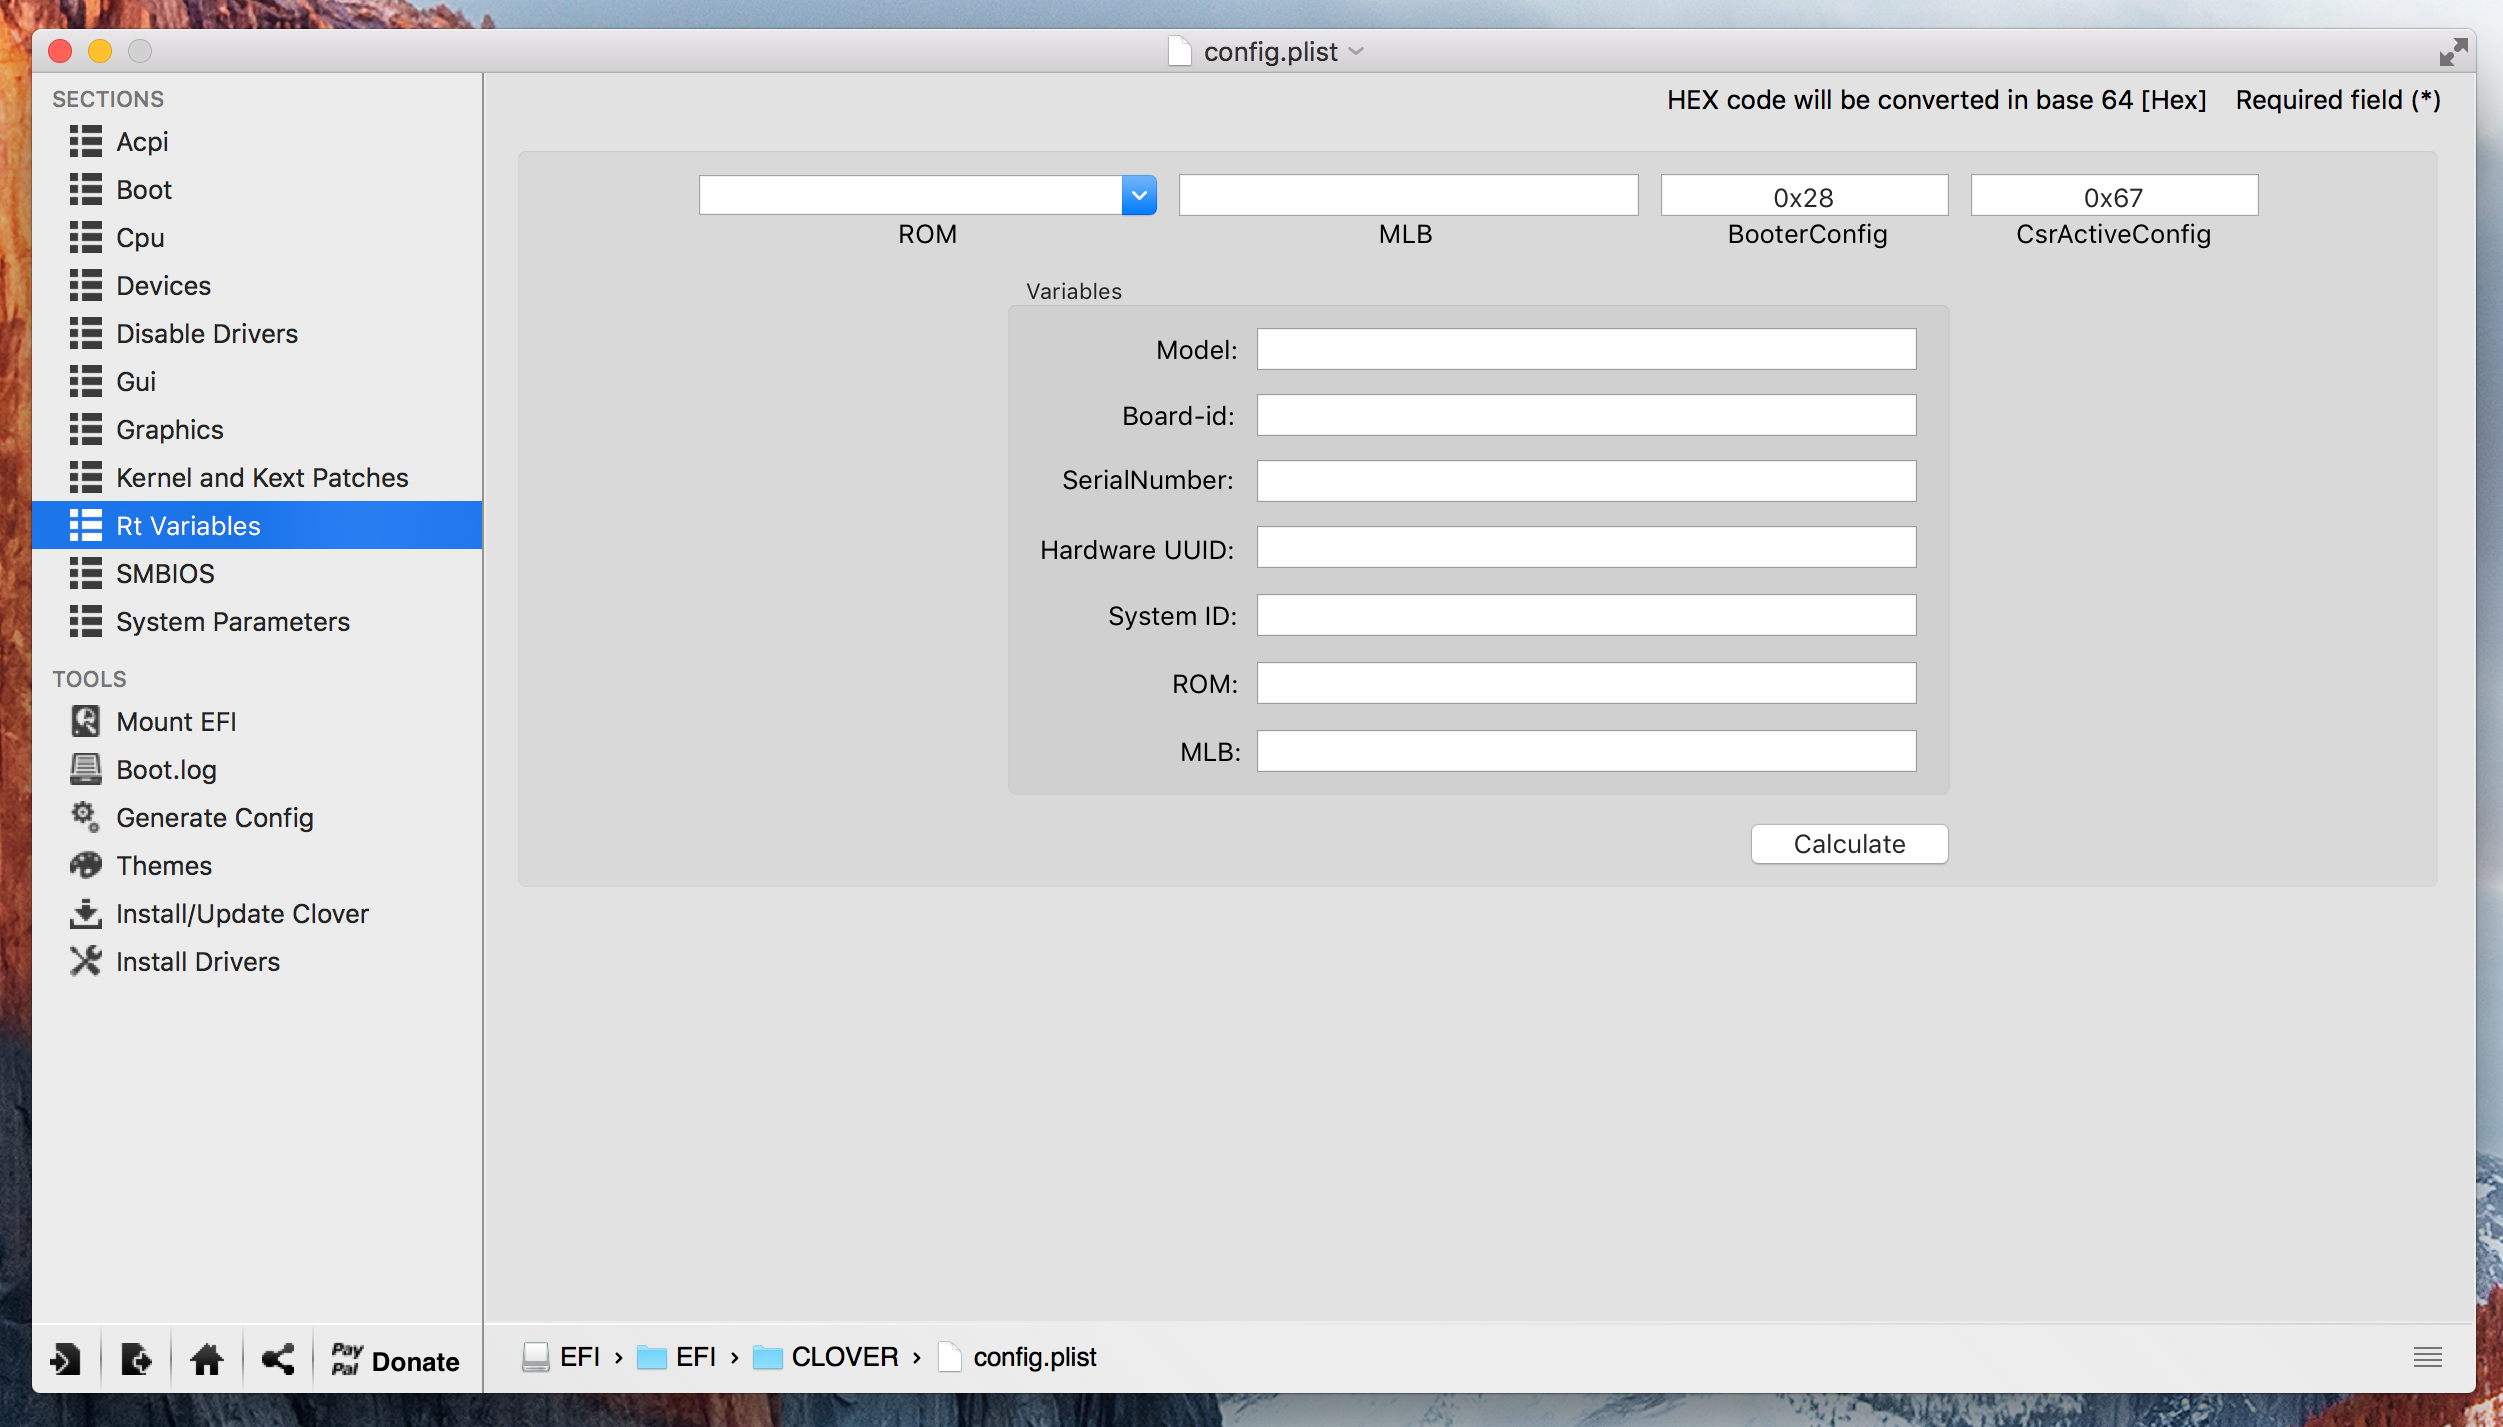 config.plist
SECTIONS
Acpi
Boot
Cpu
Devices
Disable Drivers
Gui
Graphics
Kernel and Kext Patches
Rt Variables
SMBIOS
System Parameters
TOOLS
Mount EFI
Boot.log
Generate Config
Themes
Install/Update Clover
Install Drivers
Pay
Pal Donate
HEX code will be converted in base 64 [Hex] Required field (*)
0x28 0x67
ROM MLB BooterConfig CsrActiveConfig
Variables
Model:
Board-id:
SerialNumber:
Hardware UUID:
System ID:
ROM:
MLB:
Calculate
EFI › EFI › CLOVER › config.plist